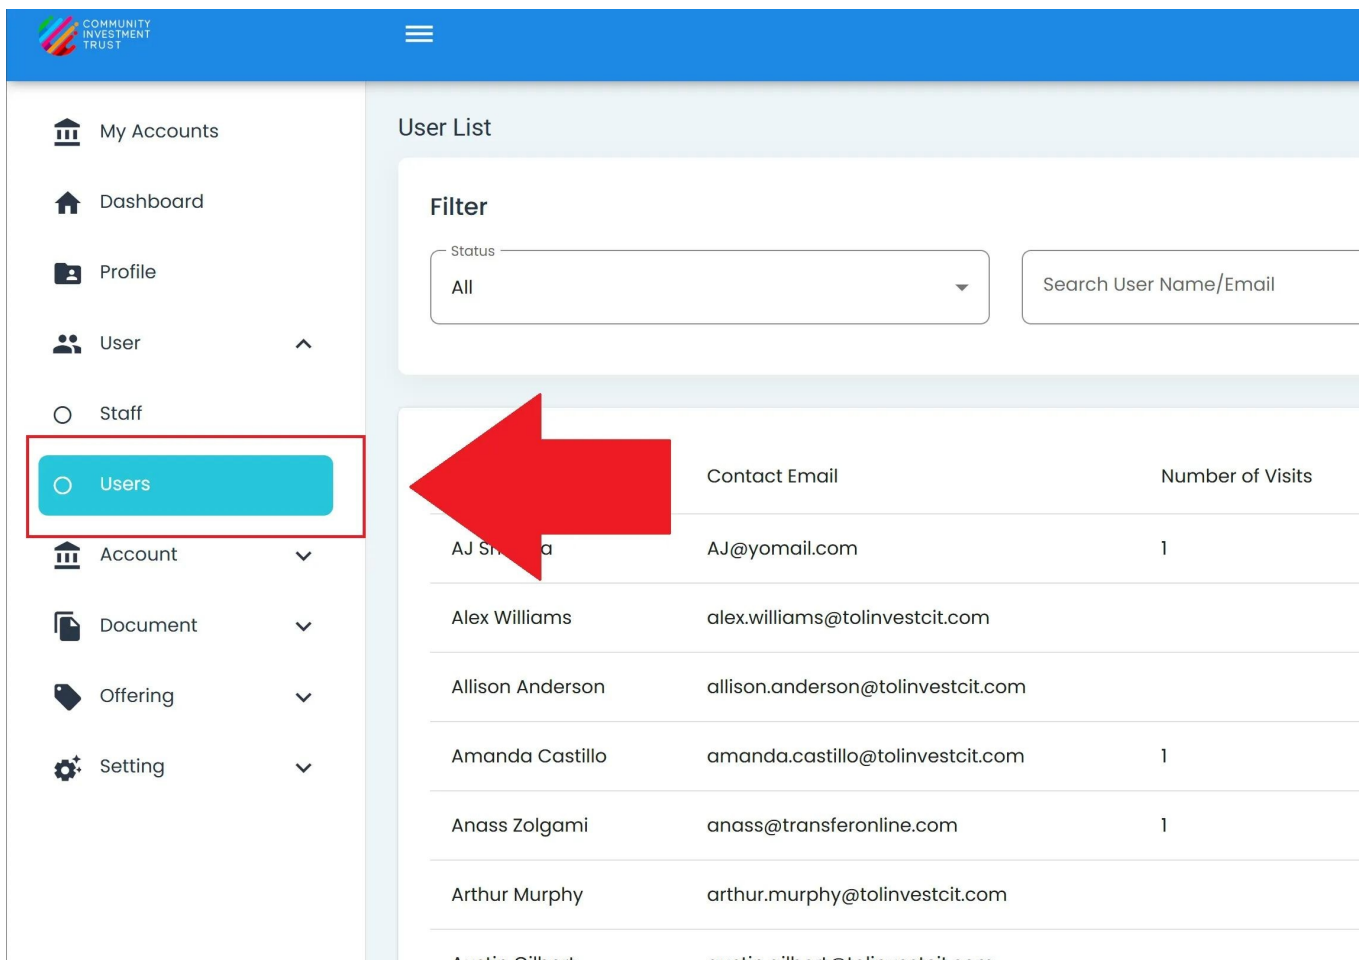 COMMUNITY
INVESTMENT
TRUST
My Accounts
Dashboard
Profile
User
Staff
Users
Account
Document
Offering
Setting
User List
Filter
Status
All
Search User Name/Email
Contact Email Number of Visits
AJ AJ@yomail.com 1
Alex Williams alex.williams@tolinvestcit.com
Allison Anderson allison.anderson@tolinvestcit.com
Amanda Castillo amanda.castillo@tolinvestcit.com 1
Anass Zolgami anass@transferonline.com 1
Arthur Murphy arthur.murphy@tolinvestcit.com